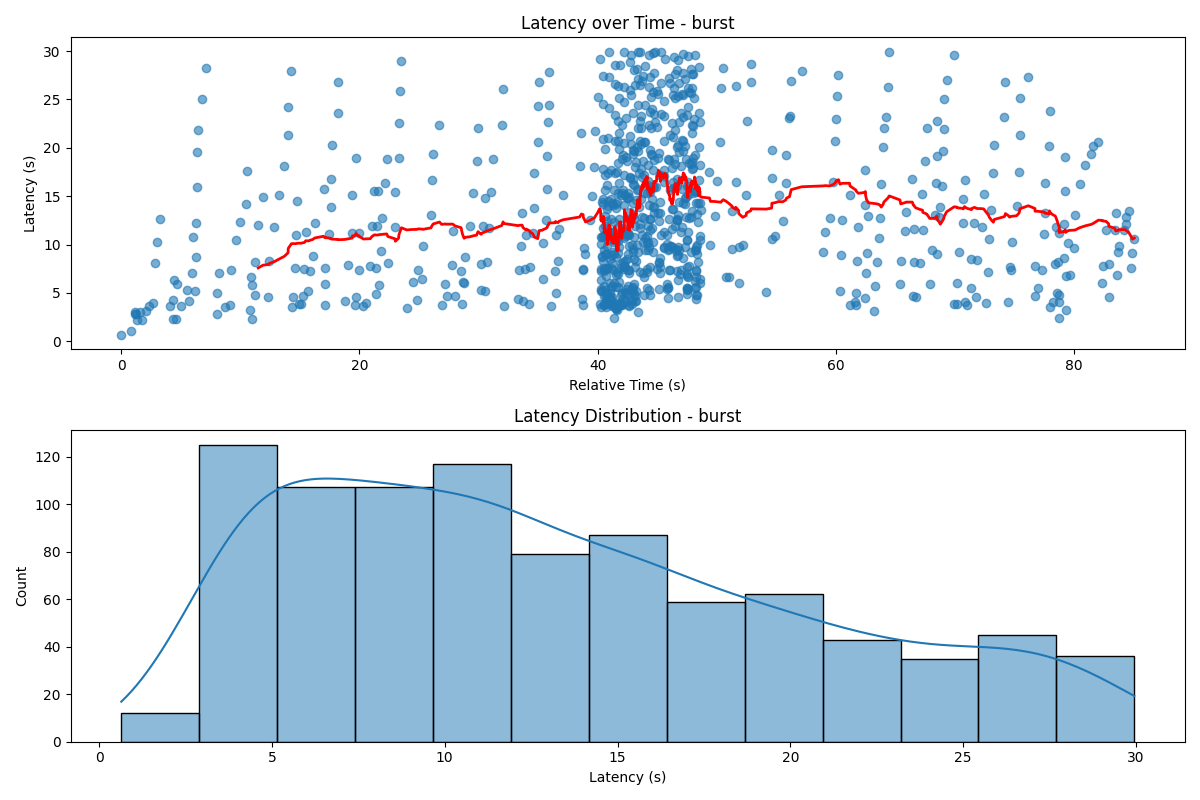 Latency over Time - burst
30
25
20
15
10
5
0
Latency (s)
0 20 40 60 80
Relative Time (s)
Latency Distribution - burst
120
100
80
60
40
20
0
Count
0 5 10 15 20 25 30
Latency (s)